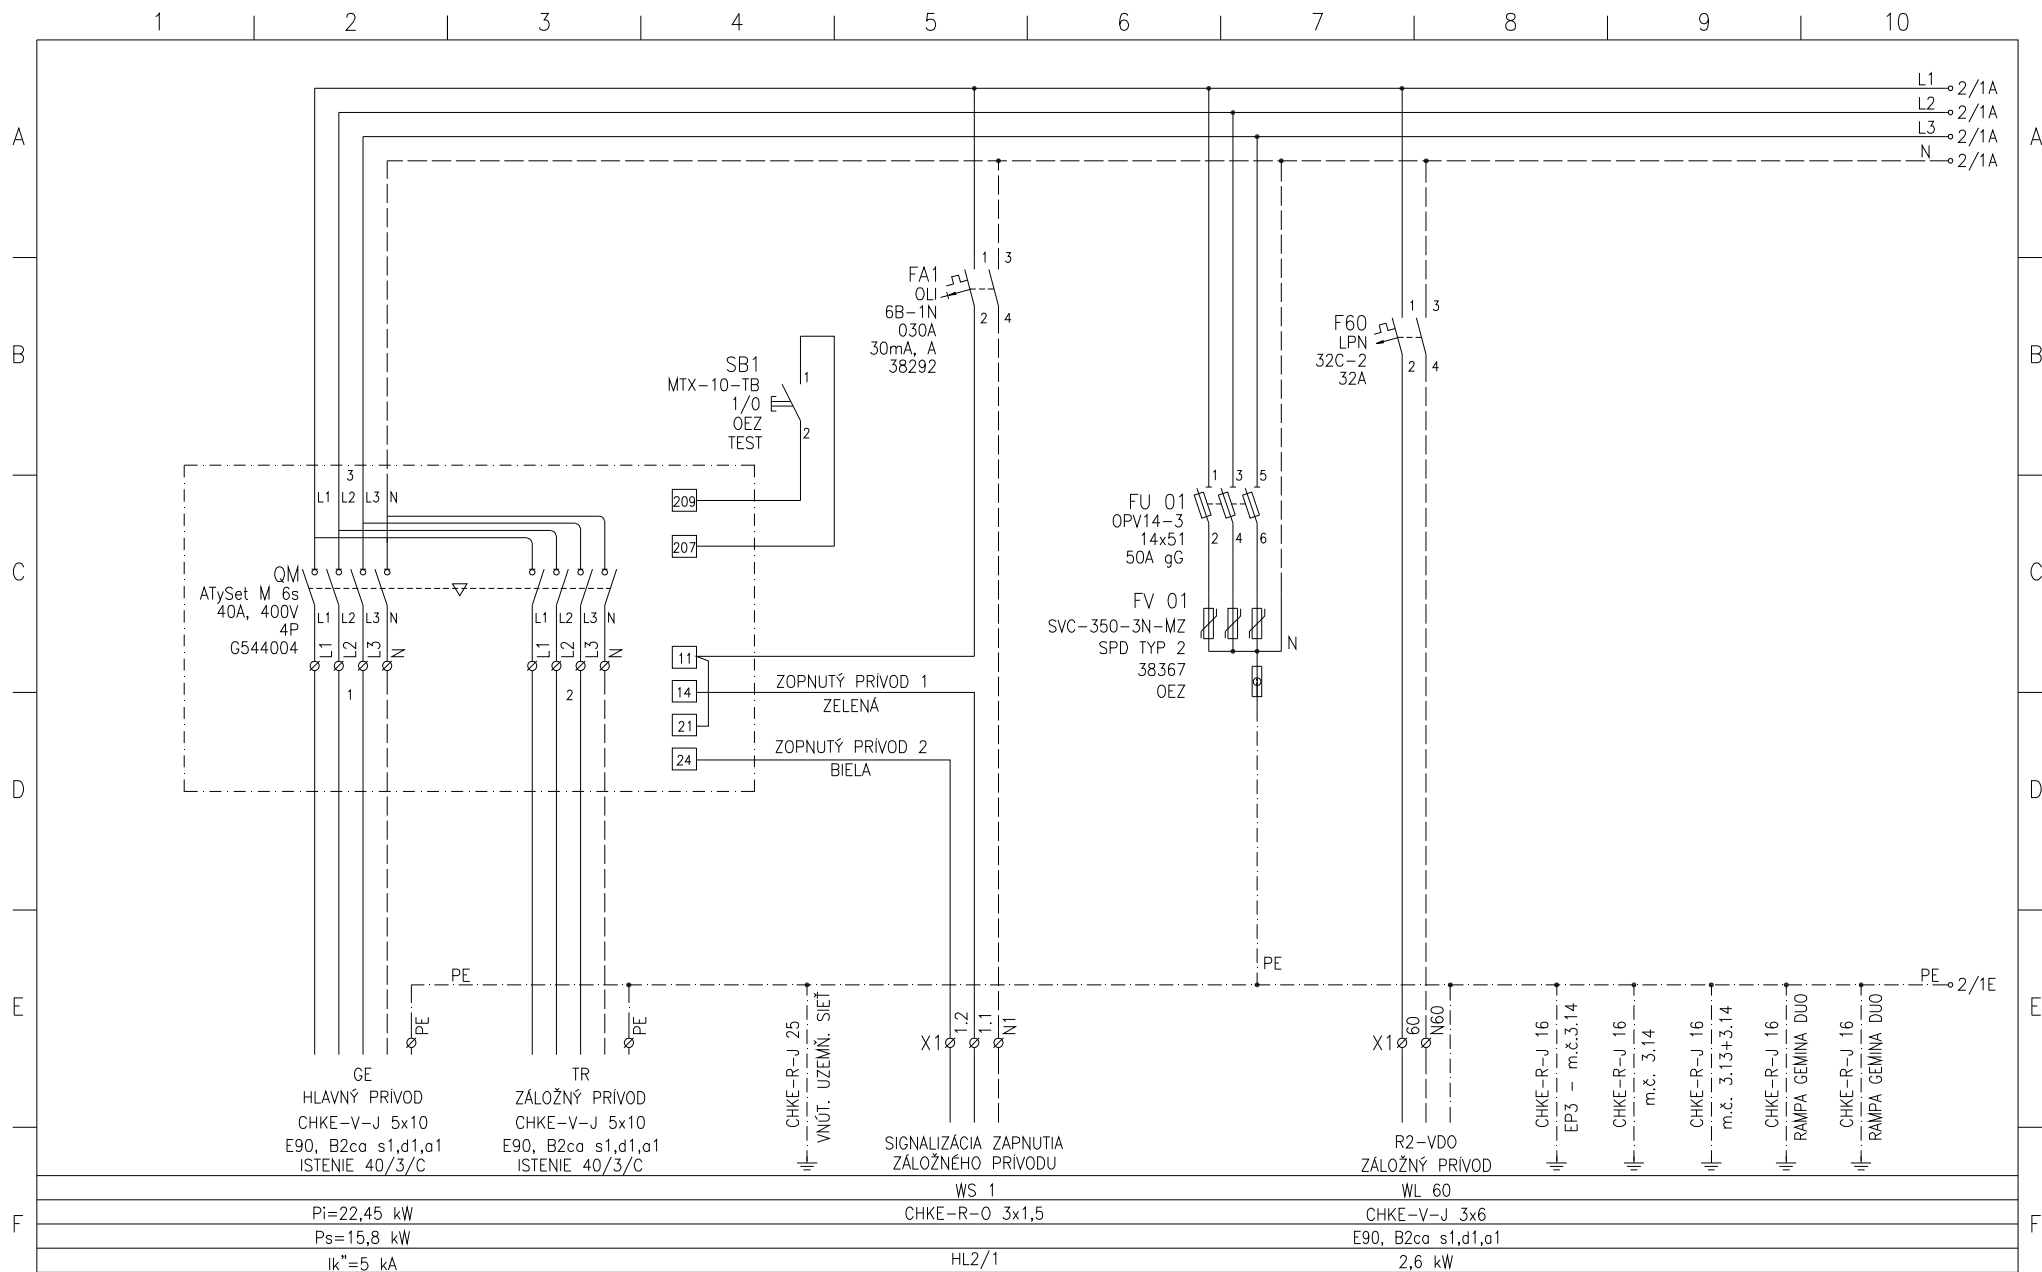 1 2 3 4 5 6 7 8 9 10
A
B
C
D
E
F
A
B
C
D
E
F
L1 2/1A
L2 2/1A
L3 2/1A
N 2/1A
1 3
FA1
OLI
6B-1N
030A
30mA, A
38292
2 4
1 3
F60
LPN
32C-2
32A
2 4
SB1
MTX-10-TB
1/0
OEZ
TEST
1
2
3
L1 L2 L3 N
209
207
QM
ATySet M 6s
40A, 400V
4P
G544004
L1 L2 L3 N
L1 L2 L3 N
L1 L2 L3 N
L1 L2 L3 N
1
2
11
14
21
24
ZOPNUTÝ PRÍVOD 1
ZELENÁ
ZOPNUTÝ PRÍVOD 2
BIELA
1 3 5
FU 01
OPV14-3
14x51
50A gG
2 4 6
FV 01
SVC-350-3N-MZ
SPD TYP 2
38367
OEZ
N
PE
PE
PE 2/1E
PE
PE
GE
HLAVNÝ PRÍVOD
CHKE-V-J 5x10
E90, B2ca s1,d1,a1
ISTENIE 40/3/C
TR
ZÁLOŽNÝ PRÍVOD
CHKE-V-J 5x10
E90, B2ca s1,d1,a1
ISTENIE 40/3/C
CHKE-R-J 25
VNÚT. UZEMŇ. SIEŤ
X1
1.2
1.1
N1
SIGNALIZÁCIA ZAPNUTIA
ZÁLOŽNÉHO PRÍVODU
X1
60
N60
R2-VDO
ZÁLOŽNÝ PRÍVOD
CHKE-R-J 16
EP3 - m.č.3.14
CHKE-R-J 16
m.č. 3.14
CHKE-R-J 16
m.č. 3.13+3.14
CHKE-R-J 16
RAMPA GEMINA DUO
CHKE-R-J 16
RAMPA GEMINA DUO
WS 1
WL 60
Pi=22,45 kW
CHKE-R-O 3x1,5
CHKE-V-J 3x6
Ps=15,8 kW
E90, B2ca s1,d1,a1
Ik"=5 kA
HL2/1
2,6 kW